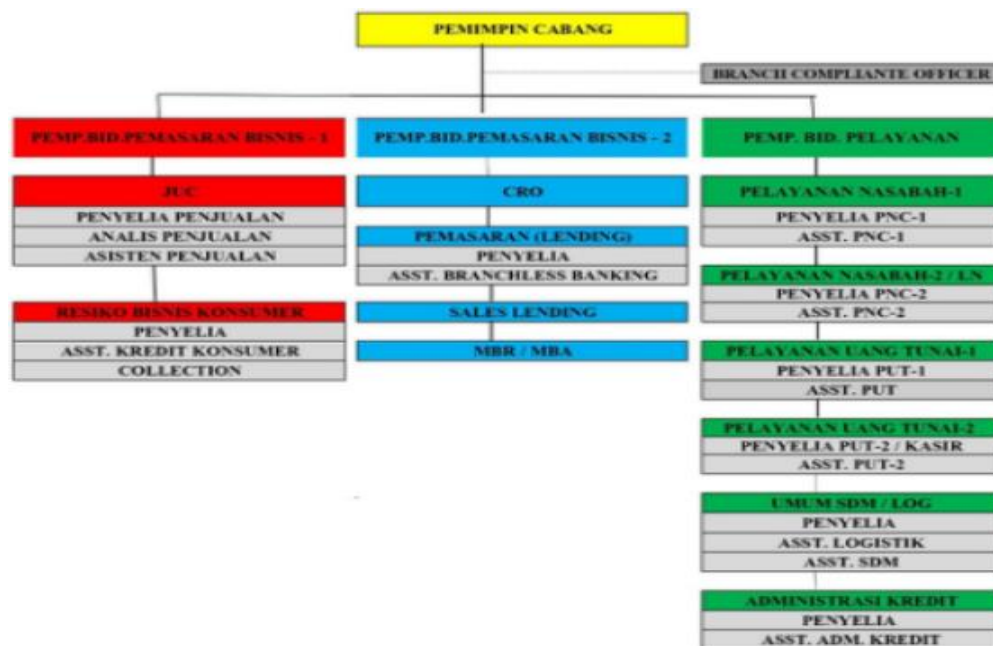 PEMIMPIN CABANG
BRANCH COMPLIANTE OFFICER
PEMP.BID.PEMASARAN BISNIS - 1
JUC
PENYELIA PENJUALAN
ANALIS PENJUALAN
ASISTEN PENJUALAN
RESIKO BISNIS KONSUMER
PENYELIA
ASST. KREDIT KONSUMER
COLLECTION
PEMP.BID.PEMASARAN BISNIS - 2
CRO
PEMASARAN (LENDING)
PENYELIA
ASST. BRANCHLESS BANKING
SALES LENDING
MBR / MBA
PEMP. BID. PELAYANAN
PELAYANAN NASABAH-1
PENYELIA PNC-1
ASST. PNC-1
PELAYANAN NASABAH-2 / LN
PENYELIA PNC-2
ASST. PNC-2
PELAYANAN UANG TUNAI-1
PENYELIA PUT-1
ASST. PUT
PELAYANAN UANG TUNAI-2
PENYELIA PUT-2 / KASIR
ASST. PUT-2
UMUM SDM / LOG
PENYELIA
ASST. LOGISTIK
ASST. SDM
ADMINISTRASI KREDIT
PENYELIA
ASST. ADM. KREDIT